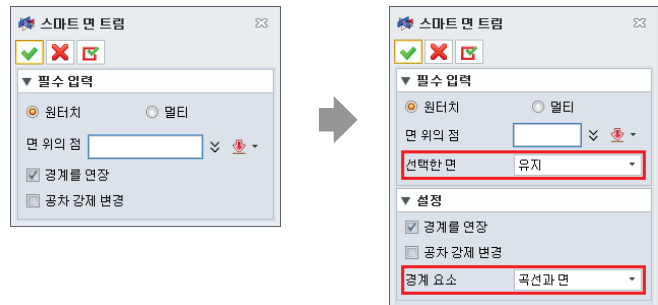 스마트 면 트림
▼ 필수 입력
원터치 멀티
면 위의 점
경계를 연장
공차 강제 변경
스마트 면 트림
▼ 필수 입력
원터치 멀티
면 위의 점
선택한 면 유지
▼ 설정
경계를 연장
공차 강제 변경
경계 요소 곡선과 면